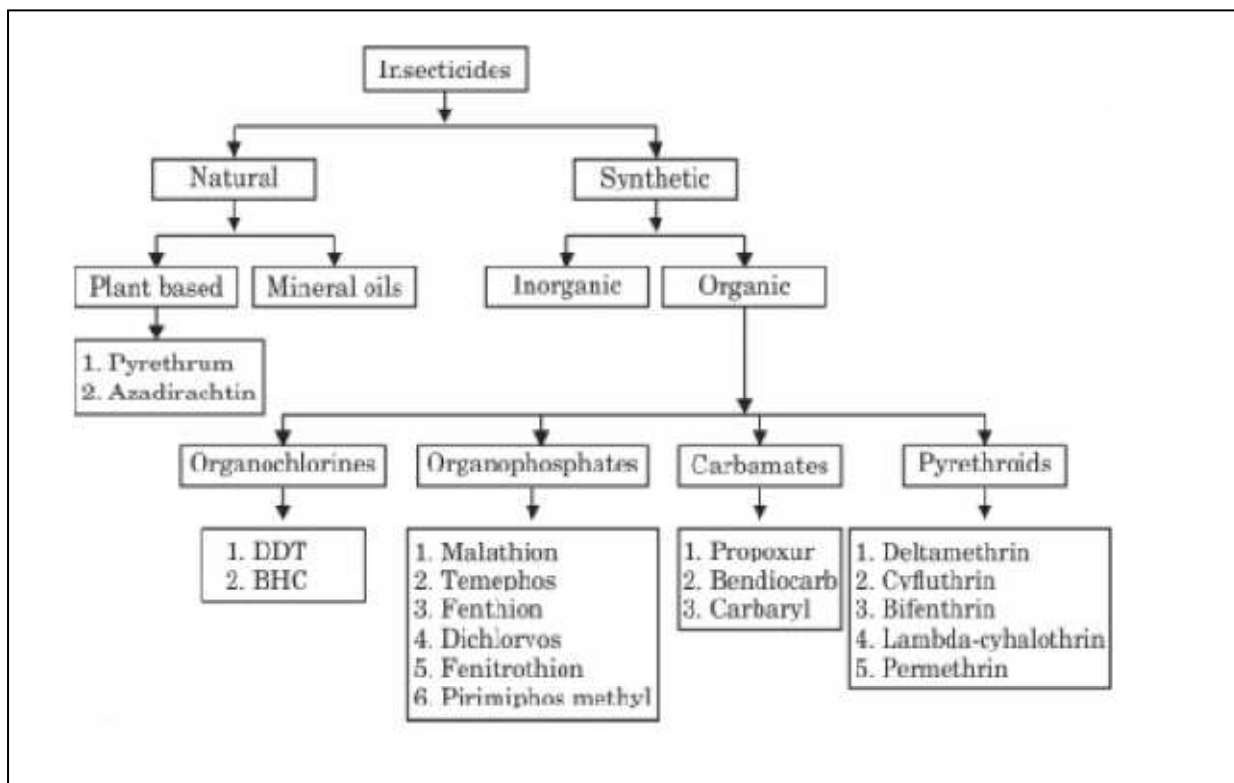 Insecticides
Natural
Synthetic
Plant based
Mineral oils
Inorganic
Organic
1. Pyrethrum
2. Azadirachtin
Organochlorines
Organophosphates
Carbamates
Pyrethroids
1. DDT
2. BHC
1. Malathion
2. Temephos
3. Fenthion
4. Dichlorvos
5. Fenitrothion
6. Pirimiphos methyl
1. Propoxur
2. Bendiocarb
3. Carbaryl
1. Deltamethrin
2. Cyfluthrin
3. Bifenthrin
4. Lambda-cyhalothrin
5. Permethrin